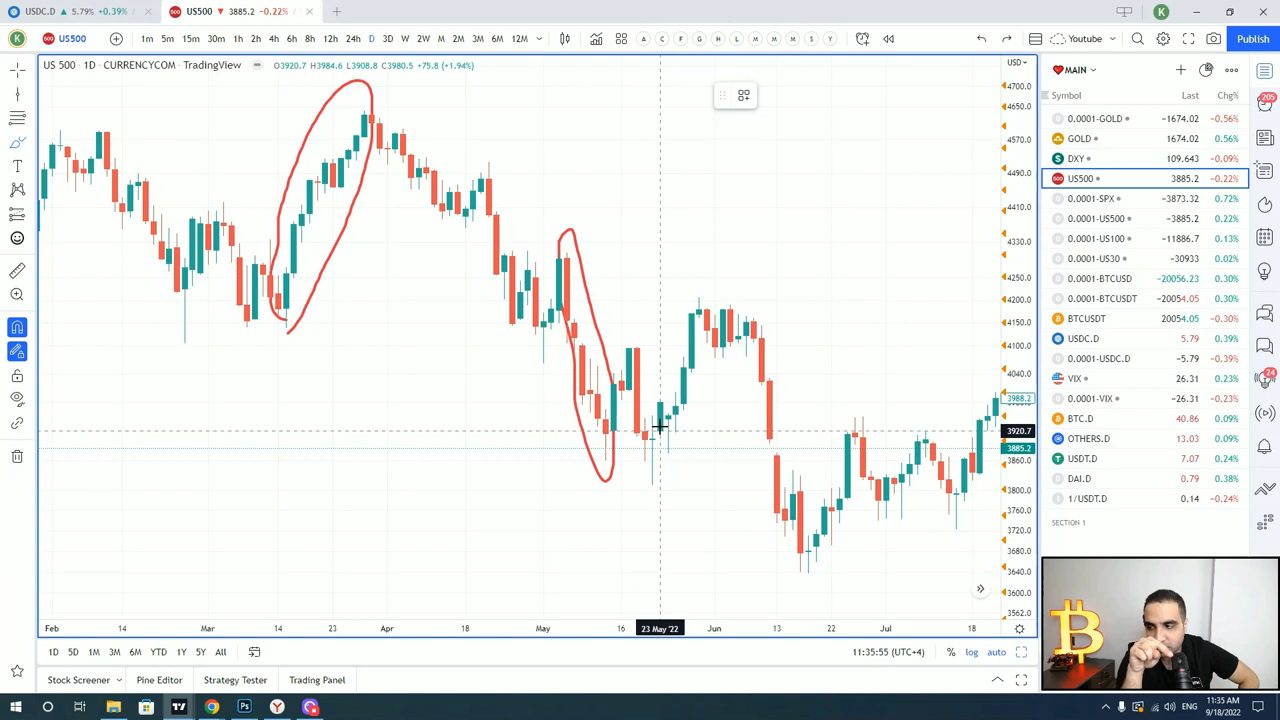 USDC.D ▲ 5.79% +0.39%
US500 ▼ 3885.2 −0.22%
K
K
500 US500
1m 5m 15m 30m 1h 2h 4h 6h 8h 12h 24h D 3D W 2W M 3M 6M 12M
A C F G H L M M S Y
Youtube
Publish
US 500 · 1D · CURRENCYCOM · TradingView
O3920.7 H3984.6 L3908.8 C3980.5 +75.8 (+1.94%)
USD
4700.0
4650.0
4570.0
4490.0
4410.0
4330.0
4250.0
4200.0
4150.0
4100.0
4040.0
3988.2
3920.7
3885.2
3860.0
3800.0
3760.0
3720.0
3680.0
3640.0
3600.0
3562.0
Feb 14 Mar 14 23 Apr 18 May 16 23 May '22 Jun 13 22 Jul 18
1D 5D 1M 3M 6M YTD 1Y 5Y All
11:35:55 (UTC+4) % log auto
Stock Screener Pine Editor Strategy Tester Trading Panel
MAIN
Symbol Last Chg%
0.0001-GOLD −1674.02 −0.56%
GOLD 1674.02 0.56%
DXY 109.643 −0.09%
US500 3885.2 −0.22%
0.0001-SPX −3873.32 0.72%
0.0001-US500 −3885.2 0.22%
0.0001-US100 −11886.7 0.13%
0.0001-US30 −30933 0.02%
0.0001-BTCUSD −20056.23 0.30%
0.0001-BTCUSDT −20054.05 0.30%
BTCUSDT 20054.05 −0.30%
USDC.D 5.79 0.39%
0.0001-USDC.D −5.79 −0.39%
VIX 26.31 0.23%
0.0001-VIX −26.31 −0.23%
BTC.D 40.86 0.09%
OTHERS.D 13.03 0.09%
USDT.D 7.07 0.24%
DAI.D 0.79 0.38%
1/USDT.D 0.14 −0.24%
SECTION 1
205
24
ENG
11:35 AM
9/18/2022